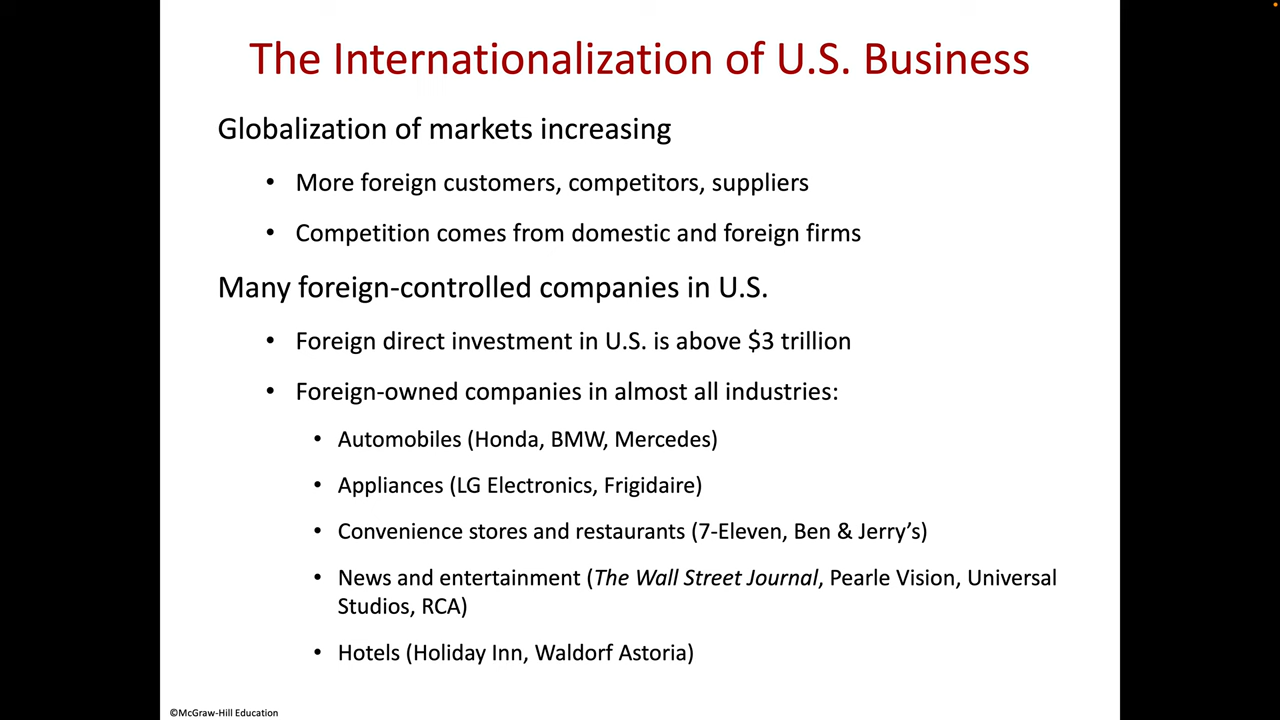 The Internationalization of U.S. Business
Globalization of markets increasing
• More foreign customers, competitors, suppliers
• Competition comes from domestic and foreign firms
Many foreign-controlled companies in U.S.
• Foreign direct investment in U.S. is above $3 trillion
• Foreign-owned companies in almost all industries:
• Automobiles (Honda, BMW, Mercedes)
• Appliances (LG Electronics, Frigidaire)
• Convenience stores and restaurants (7-Eleven, Ben & Jerry’s)
• News and entertainment (The Wall Street Journal, Pearle Vision, Universal
Studios, RCA)
• Hotels (Holiday Inn, Waldorf Astoria)
©McGraw-Hill Education